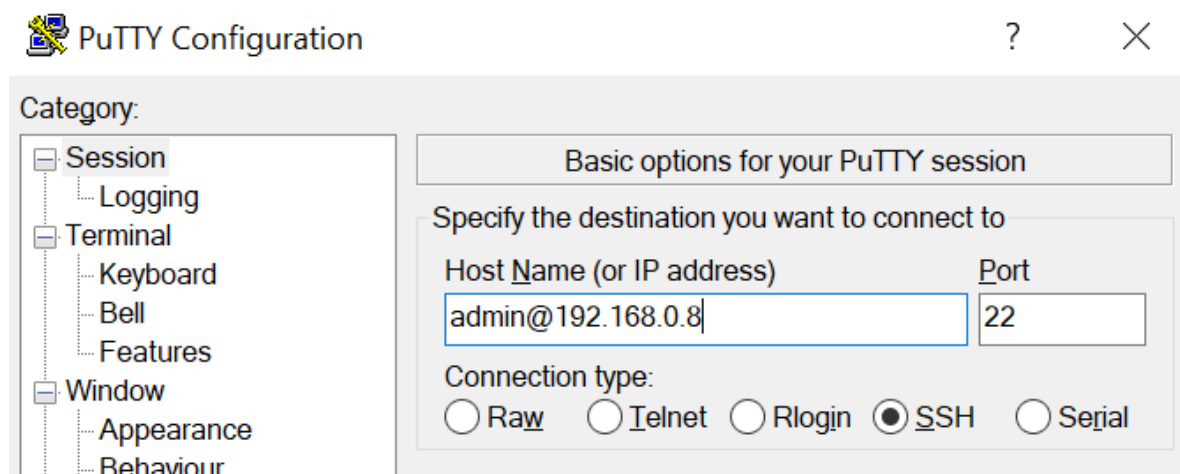 PuTTY Configuration ?
Category:
Session
Logging
Terminal
Keyboard
Bell
Features
Window
Appearance
Behaviour
Basic options for your PuTTY session
Specify the destination you want to connect to
Host Name (or IP address) Port
admin@192.168.0.8 22
Connection type:
Raw Telnet Rlogin SSH Serial